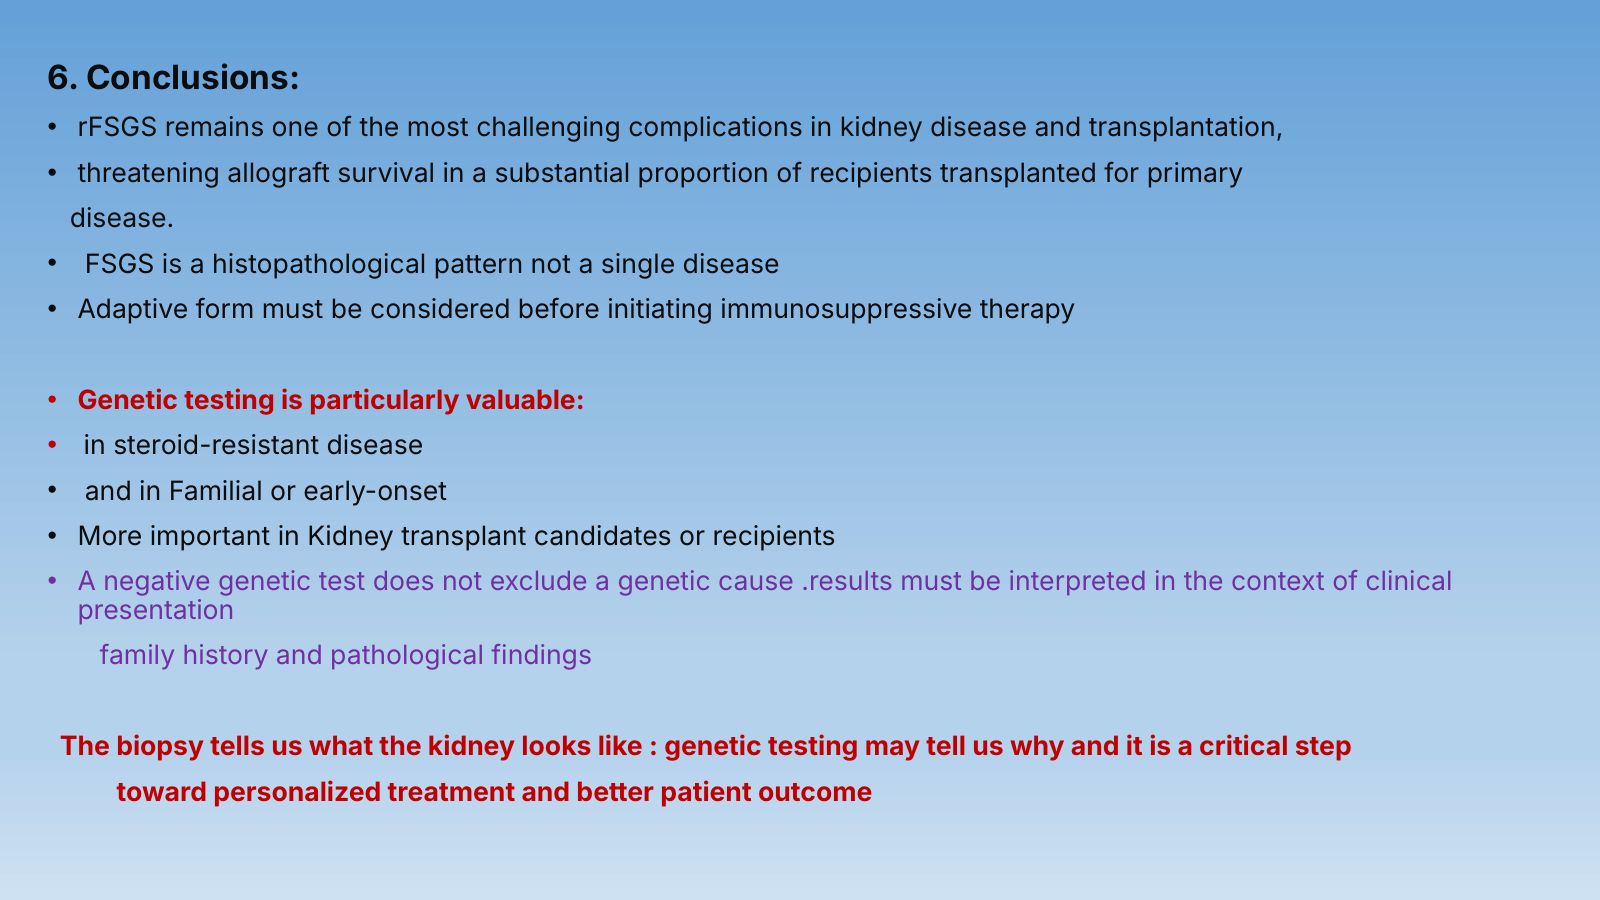 6. Conclusions:
• rFSGS remains one of the most challenging complications in kidney disease and transplantation,
• threatening allograft survival in a substantial proportion of recipients transplanted for primary
disease.
• FSGS is a histopathological pattern not a single disease
• Adaptive form must be considered before initiating immunosuppressive therapy
• Genetic testing is particularly valuable:
• in steroid-resistant disease
• and in Familial or early-onset
• More important in Kidney transplant candidates or recipients
• A negative genetic test does not exclude a genetic cause .results must be interpreted in the context of clinical
presentation
family history and pathological findings
The biopsy tells us what the kidney looks like : genetic testing may tell us why and it is a critical step
toward personalized treatment and better patient outcome